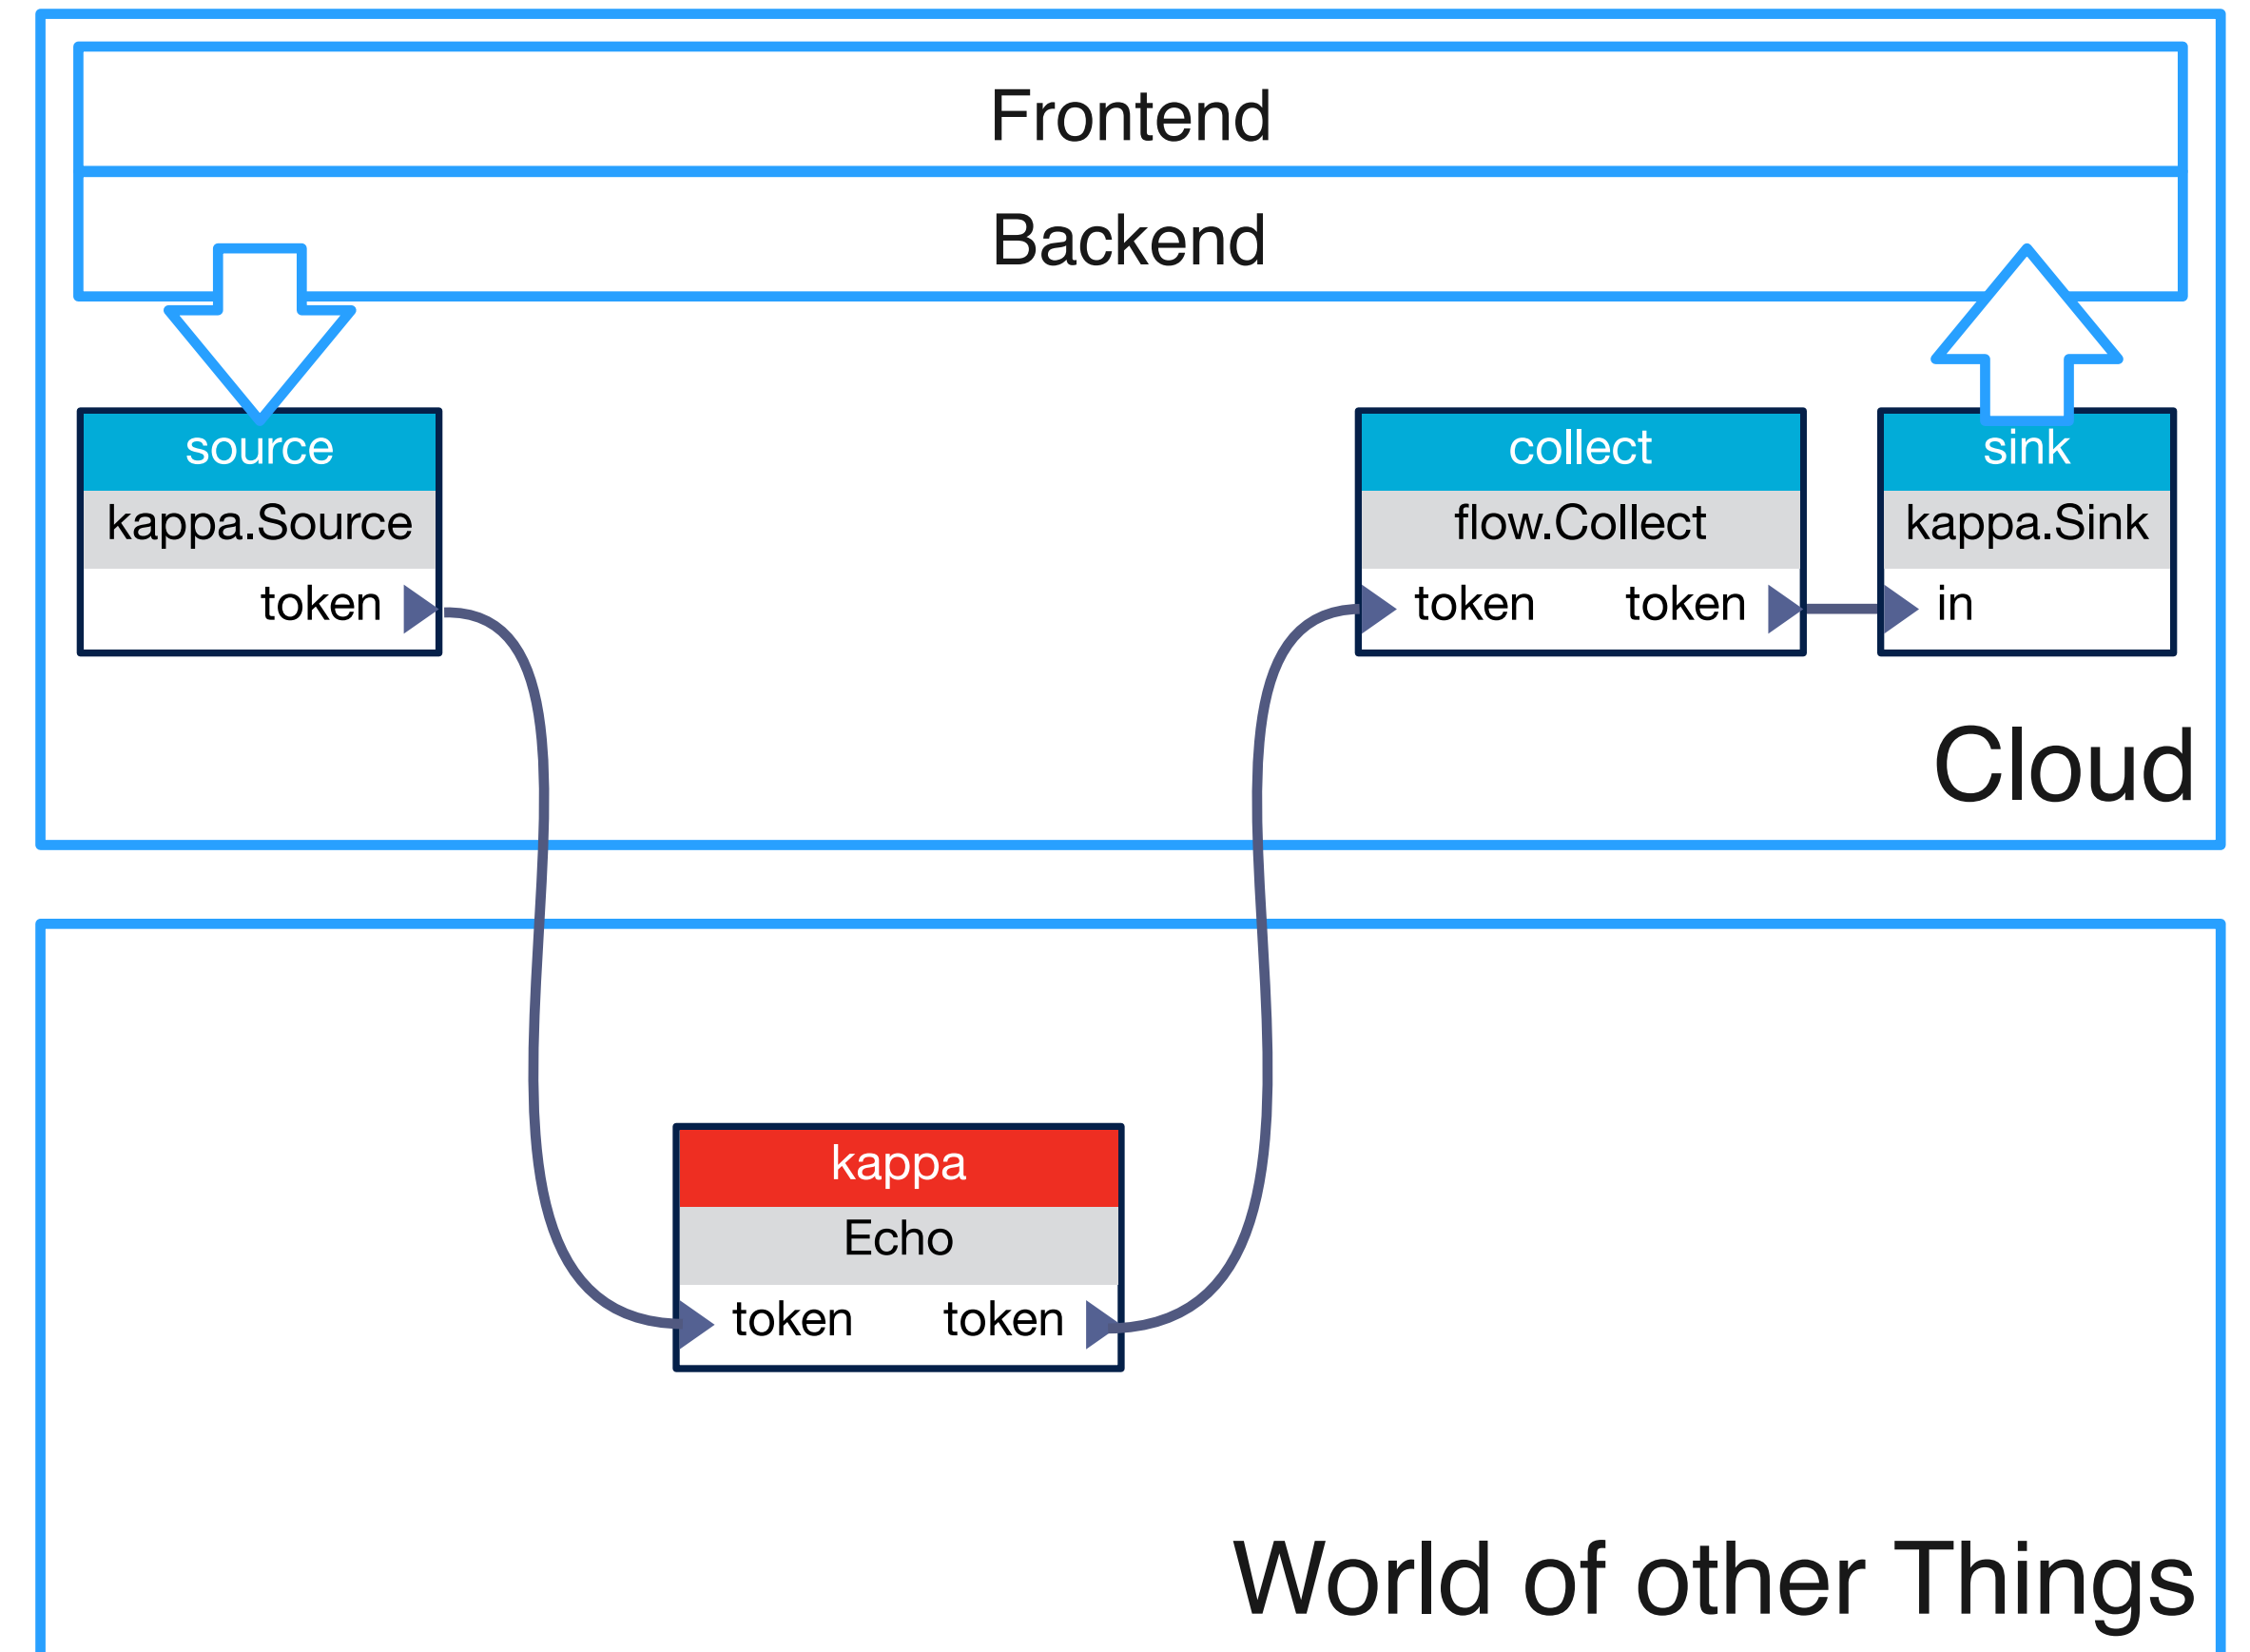 Frontend
Backend
source
kappa.Source
token
collect
flow.Collect
token token
sink
kappa.Sink
in
Cloud
kappa
Echo
token token
World of other Things